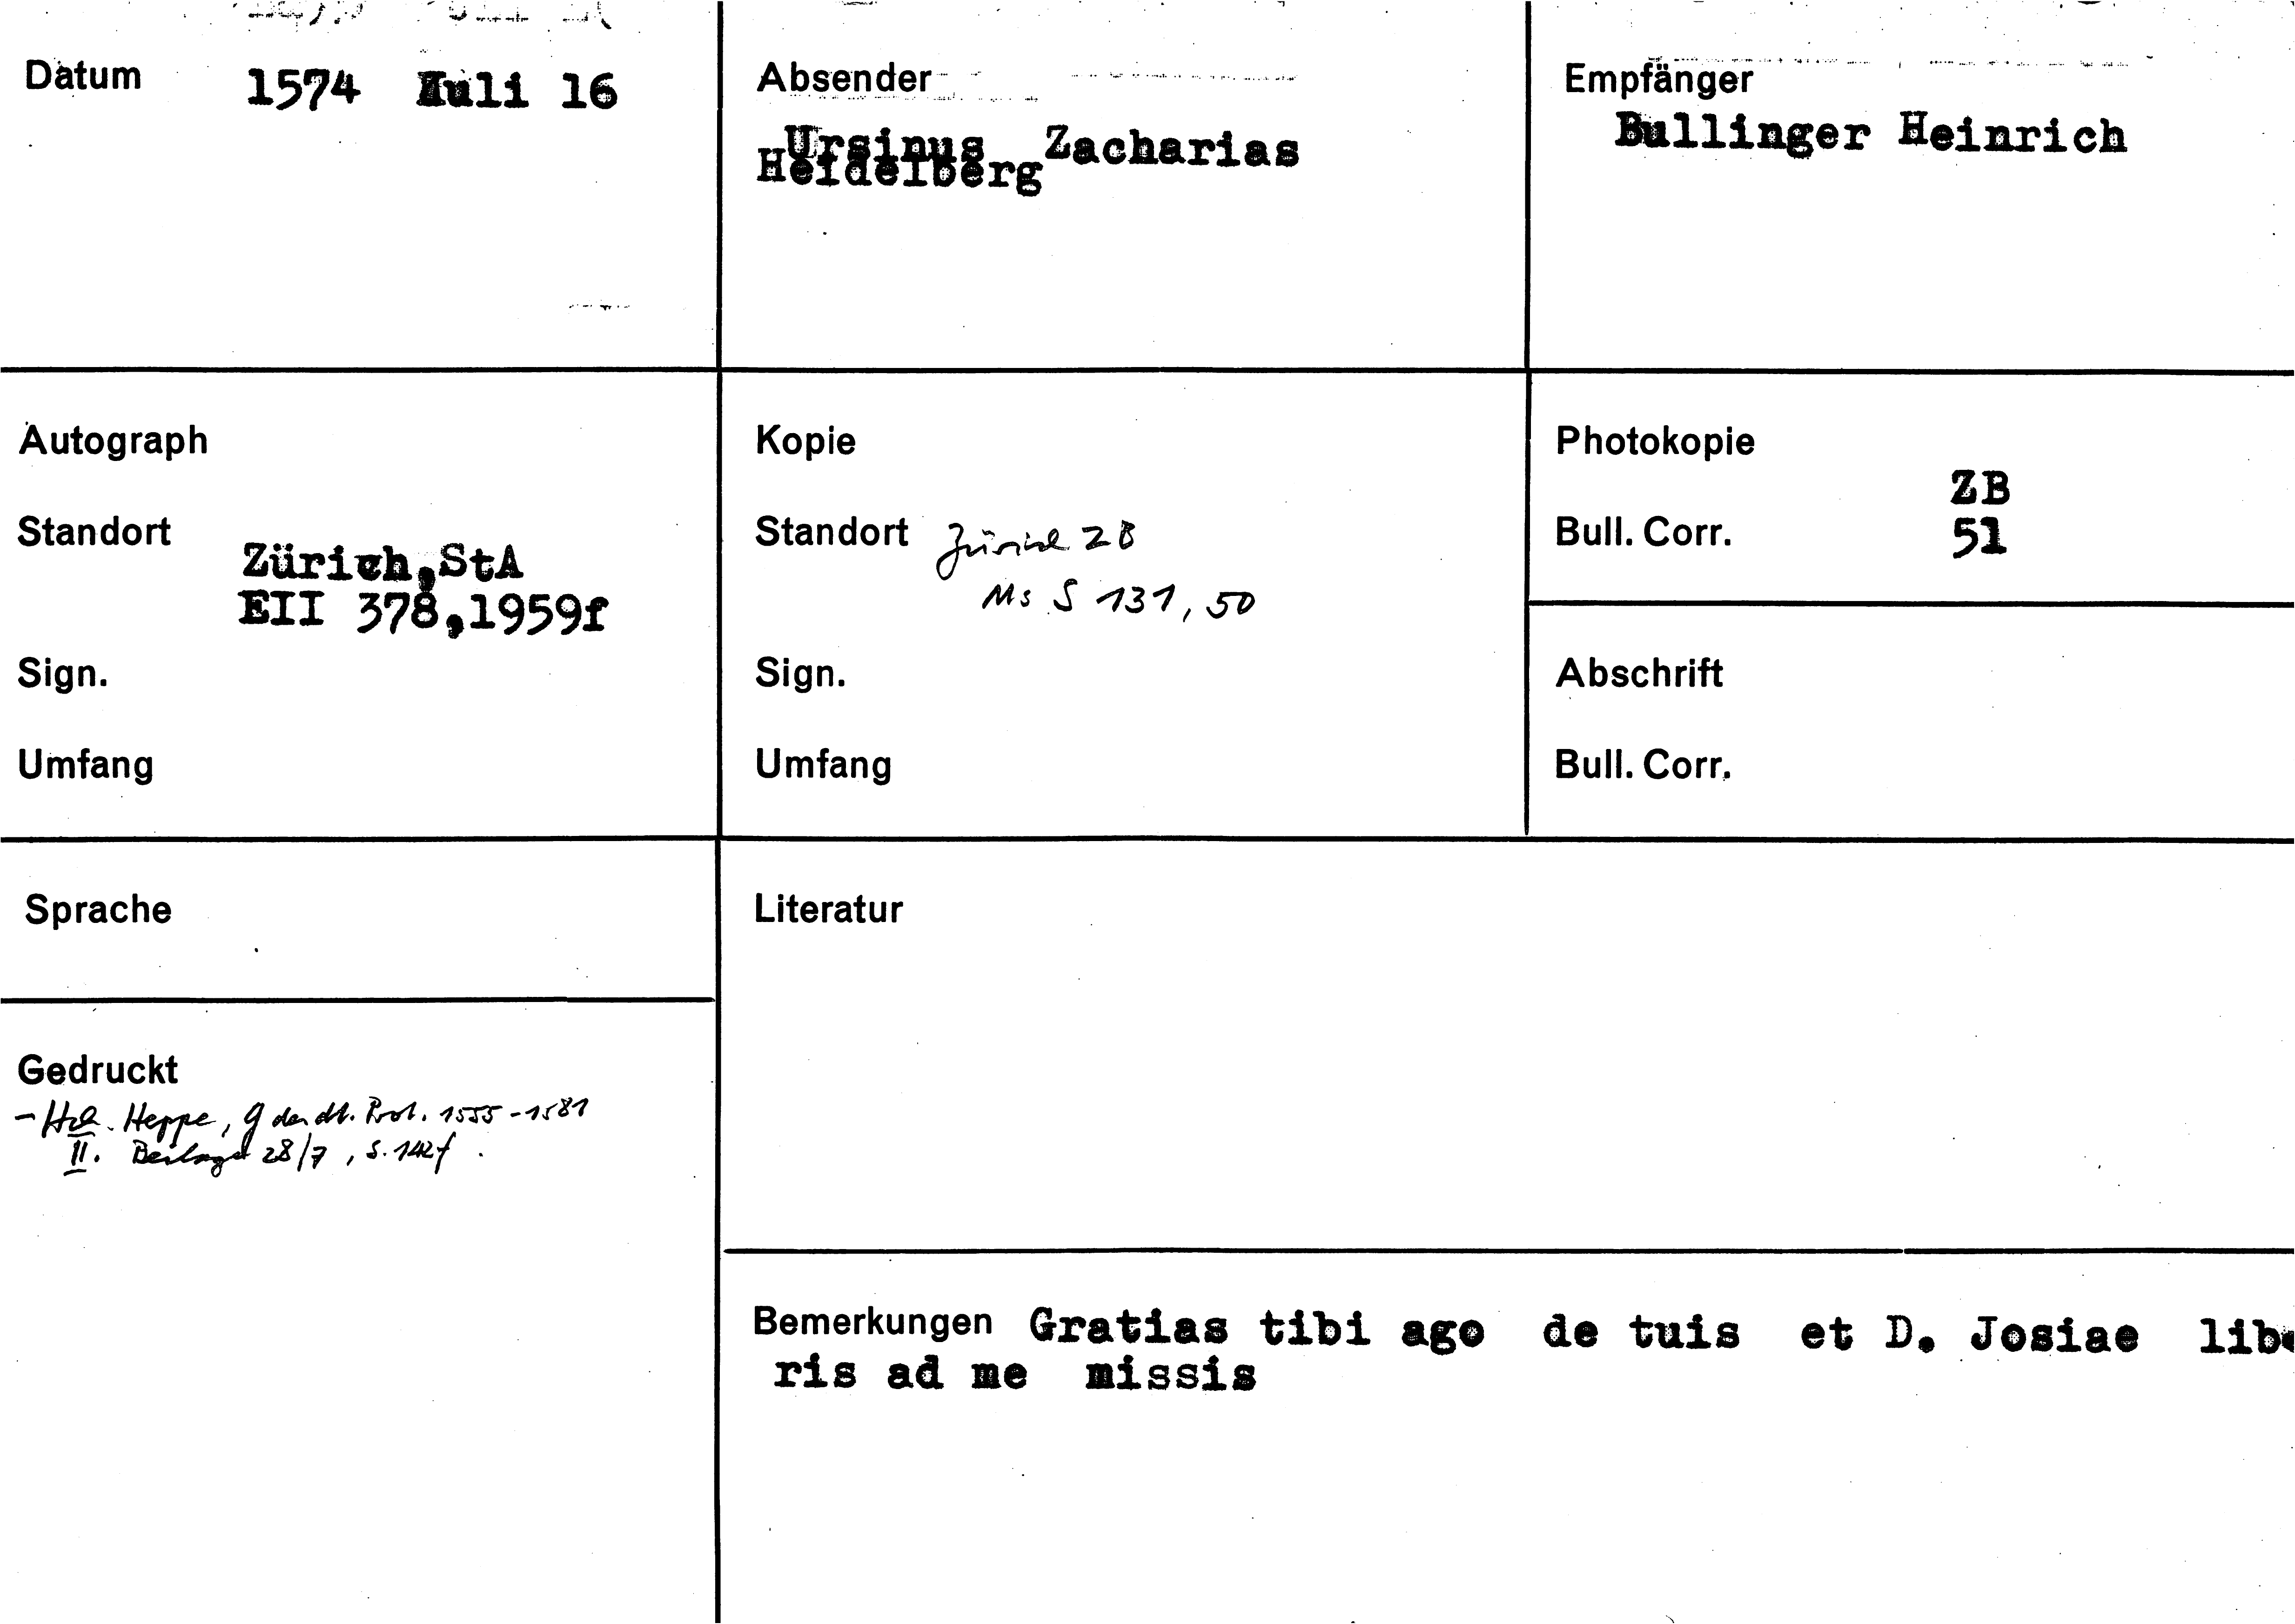 Datum 1574 Juli 16
Absender
Ursinus Zacharias
Heidelberg
Empfänger
Bullinger Heinrich
Autograph
Standort
Zürich,StA
EII 378,1959f
Sign.
Umfang
Kopie
Standort Zürich ZB
Ms S 131, 50
Sign.
Umfang
Photokopie
ZB
Bull. Corr. 51
Abschrift
Bull. Corr.
Sprache
Gedruckt
- Hch. Heppe, G des dt. Prot. 1555-1581
II. Beilage 28/7, S. 142f.
Literatur
Bemerkungen Gratias tibi ago de tuis et D. Josiae lib
ris ad me missis